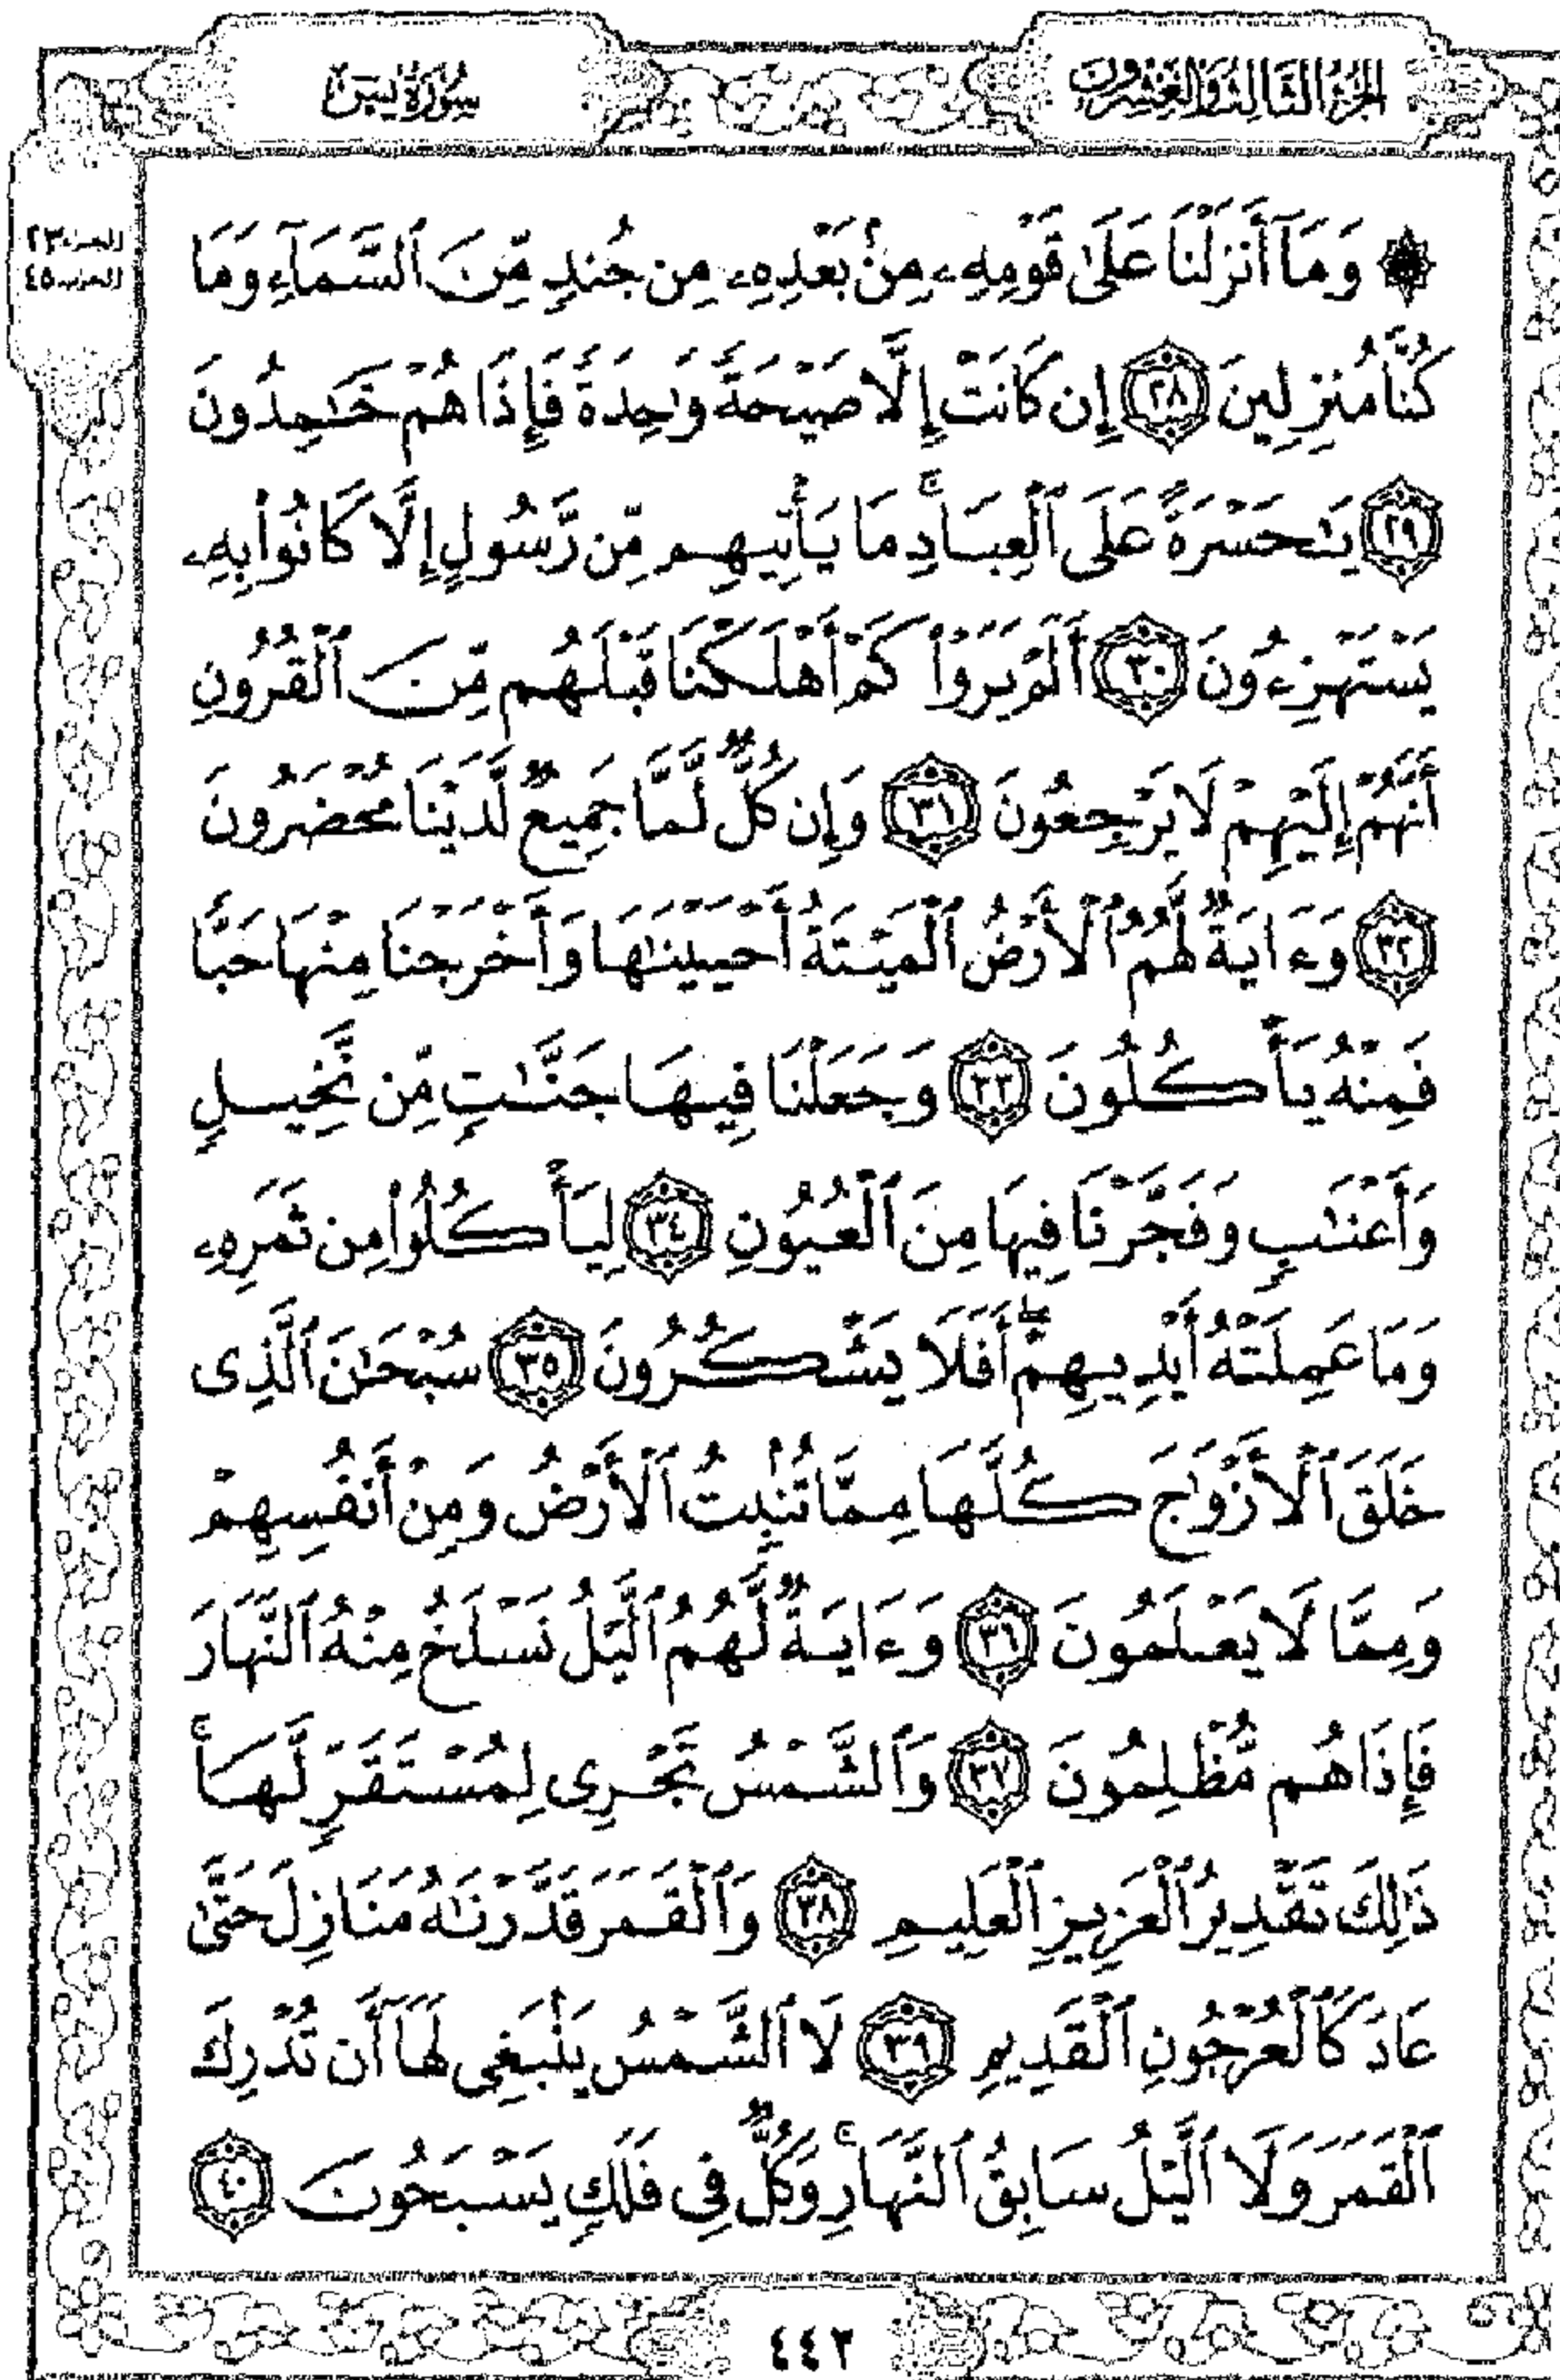 الجزء الثالث والعشرون
سورة يس
الجزء ٢٣
الحزب ٤٥
۞ وَمَآ أَنزَلْنَا عَلَىٰ قَوْمِهِۦ مِنۢ بَعْدِهِۦ مِن جُندٍ مِّنَ ٱلسَّمَآءِ وَمَا
كُنَّا مُنزِلِينَ ٢٨ إِن كَانَتْ إِلَّا صَيْحَةً وَٰحِدَةً فَإِذَا هُمْ خَٰمِدُونَ
٢٩ يَٰحَسْرَةً عَلَى ٱلْعِبَادِ ۚ مَا يَأْتِيهِم مِّن رَّسُولٍ إِلَّا كَانُوا۟ بِهِۦ
يَسْتَهْزِءُونَ ٣٠ أَلَمْ يَرَوْا۟ كَمْ أَهْلَكْنَا قَبْلَهُم مِّنَ ٱلْقُرُونِ
أَنَّهُمْ إِلَيْهِمْ لَا يَرْجِعُونَ ٣١ وَإِن كُلٌّ لَّمَّا جَمِيعٌ لَّدَيْنَا مُحْضَرُونَ
٣٢ وَءَايَةٌ لَّهُمُ ٱلْأَرْضُ ٱلْمَيْتَةُ أَحْيَيْنَٰهَا وَأَخْرَجْنَا مِنْهَا حَبًّا
فَمِنْهُ يَأْكُلُونَ ٣٣ وَجَعَلْنَا فِيهَا جَنَّٰتٍ مِّن نَّخِيلٍ
وَأَعْنَٰبٍ وَفَجَّرْنَا فِيهَا مِنَ ٱلْعُيُونِ ٣٤ لِيَأْكُلُوا۟ مِن ثَمَرِهِۦ
وَمَا عَمِلَتْهُ أَيْدِيهِمْ ۖ أَفَلَا يَشْكُرُونَ ٣٥ سُبْحَٰنَ ٱلَّذِى
خَلَقَ ٱلْأَزْوَٰجَ كُلَّهَا مِمَّا تُنۢبِتُ ٱلْأَرْضُ وَمِنْ أَنفُسِهِمْ
وَمِمَّا لَا يَعْلَمُونَ ٣٦ وَءَايَةٌ لَّهُمُ ٱلَّيْلُ نَسْلَخُ مِنْهُ ٱلنَّهَارَ
فَإِذَا هُم مُّظْلِمُونَ ٣٧ وَٱلشَّمْسُ تَجْرِى لِمُسْتَقَرٍّ لَّهَا ۚ
ذَٰلِكَ تَقْدِيرُ ٱلْعَزِيزِ ٱلْعَلِيمِ ٣٨ وَٱلْقَمَرَ قَدَّرْنَٰهُ مَنَازِلَ حَتَّىٰ
عَادَ كَٱلْعُرْجُونِ ٱلْقَدِيمِ ٣٩ لَا ٱلشَّمْسُ يَنۢبَغِى لَهَآ أَن تُدْرِكَ
ٱلْقَمَرَ وَلَا ٱلَّيْلُ سَابِقُ ٱلنَّهَارِ ۚ وَكُلٌّ فِى فَلَكٍ يَسْبَحُونَ ٤٠
٤٤٢